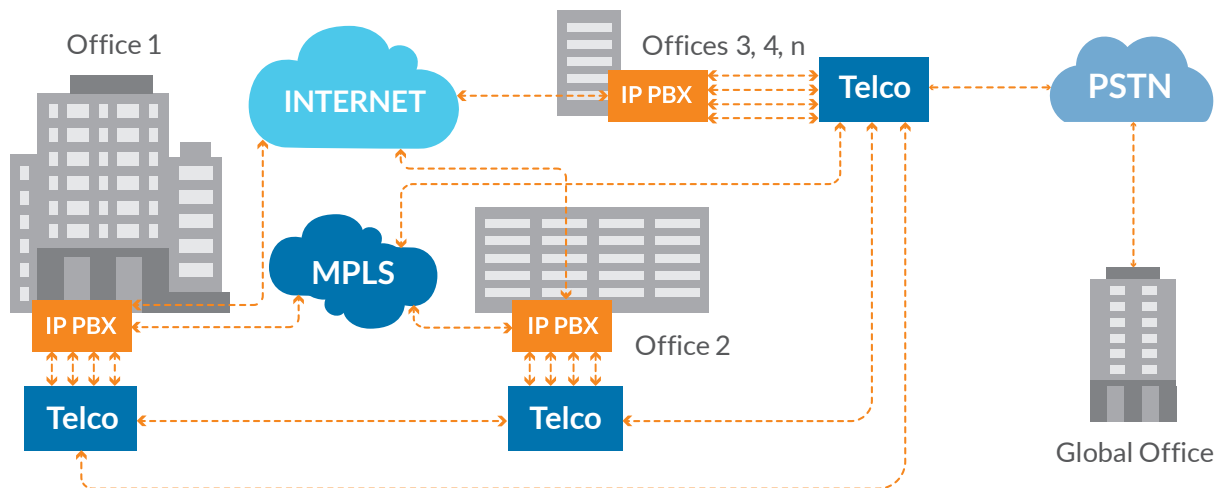 Office 1
INTERNET
Offices 3, 4, n
IP PBX
Telco
PSTN
MPLS
IP PBX
IP PBX
Office 2
Telco
Telco
Global Office